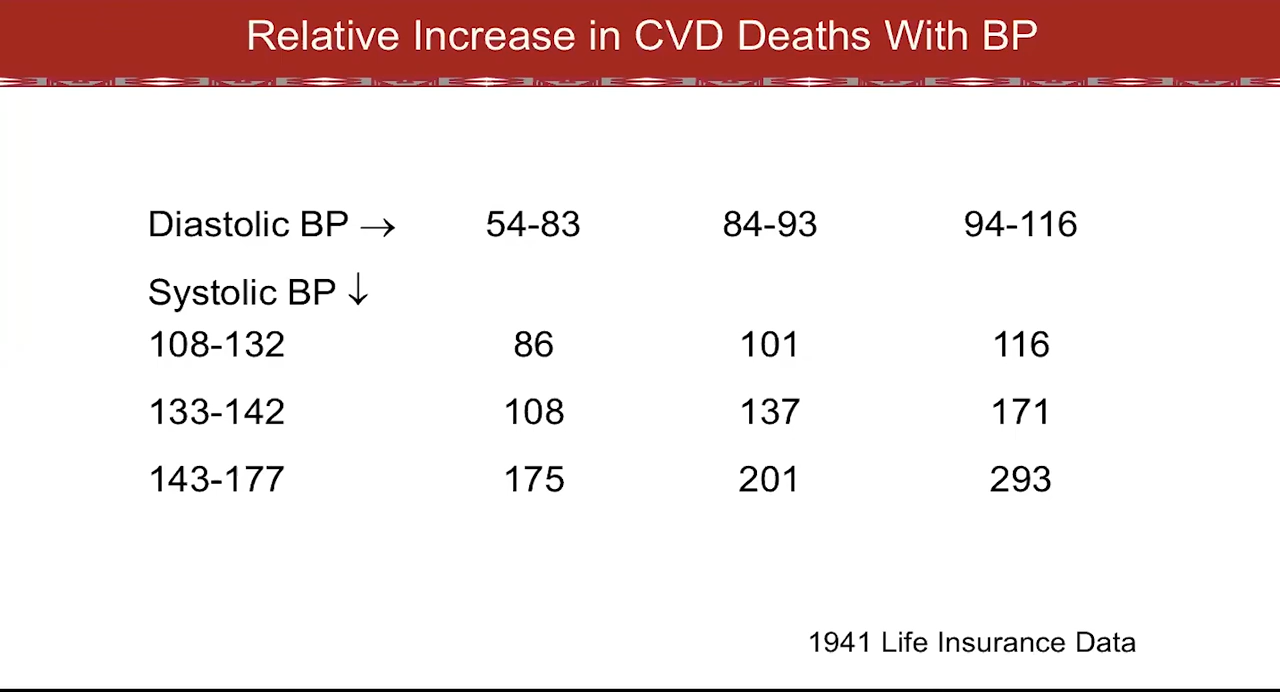 Relative Increase in CVD Deaths With BP
Diastolic BP → 54-83 84-93 94-116
Systolic BP ↓
108-132 86 101 116
133-142 108 137 171
143-177 175 201 293
1941 Life Insurance Data